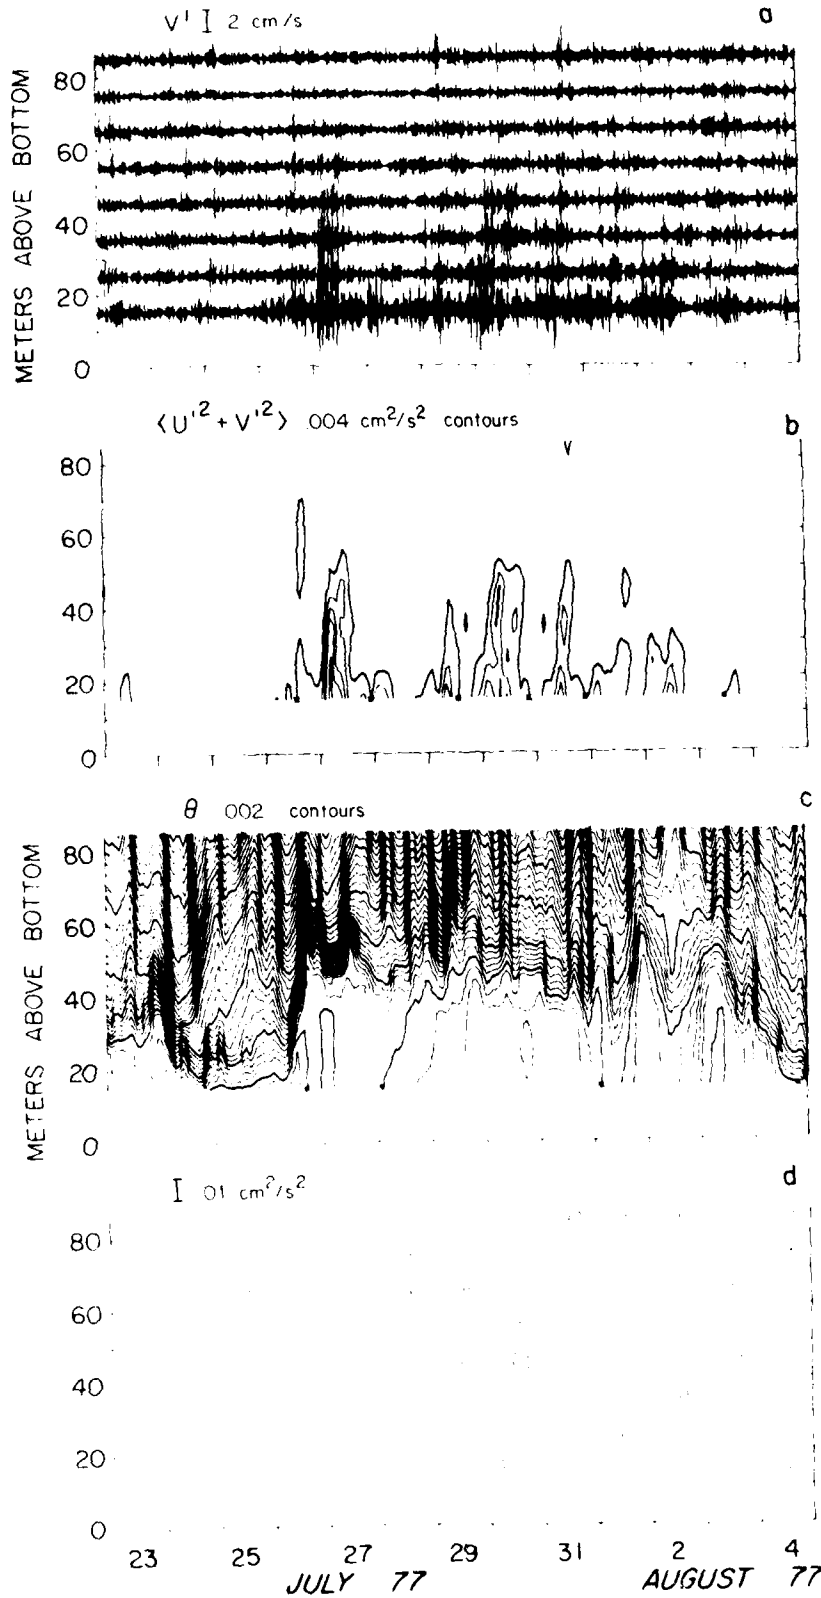 V' I 2 cm/s
a
80
60
40
20
0
METERS ABOVE BOTTOM
⟨U'² + V'²⟩ .004 cm²/s² contours
b
80
60
40
20
0
θ .002 contours
c
80
60
40
20
0
METERS ABOVE BOTTOM
I .01 cm²/s²
d
80
60
40
20
0
23 25 27 29 31 2 4
JULY 77 AUGUST 77